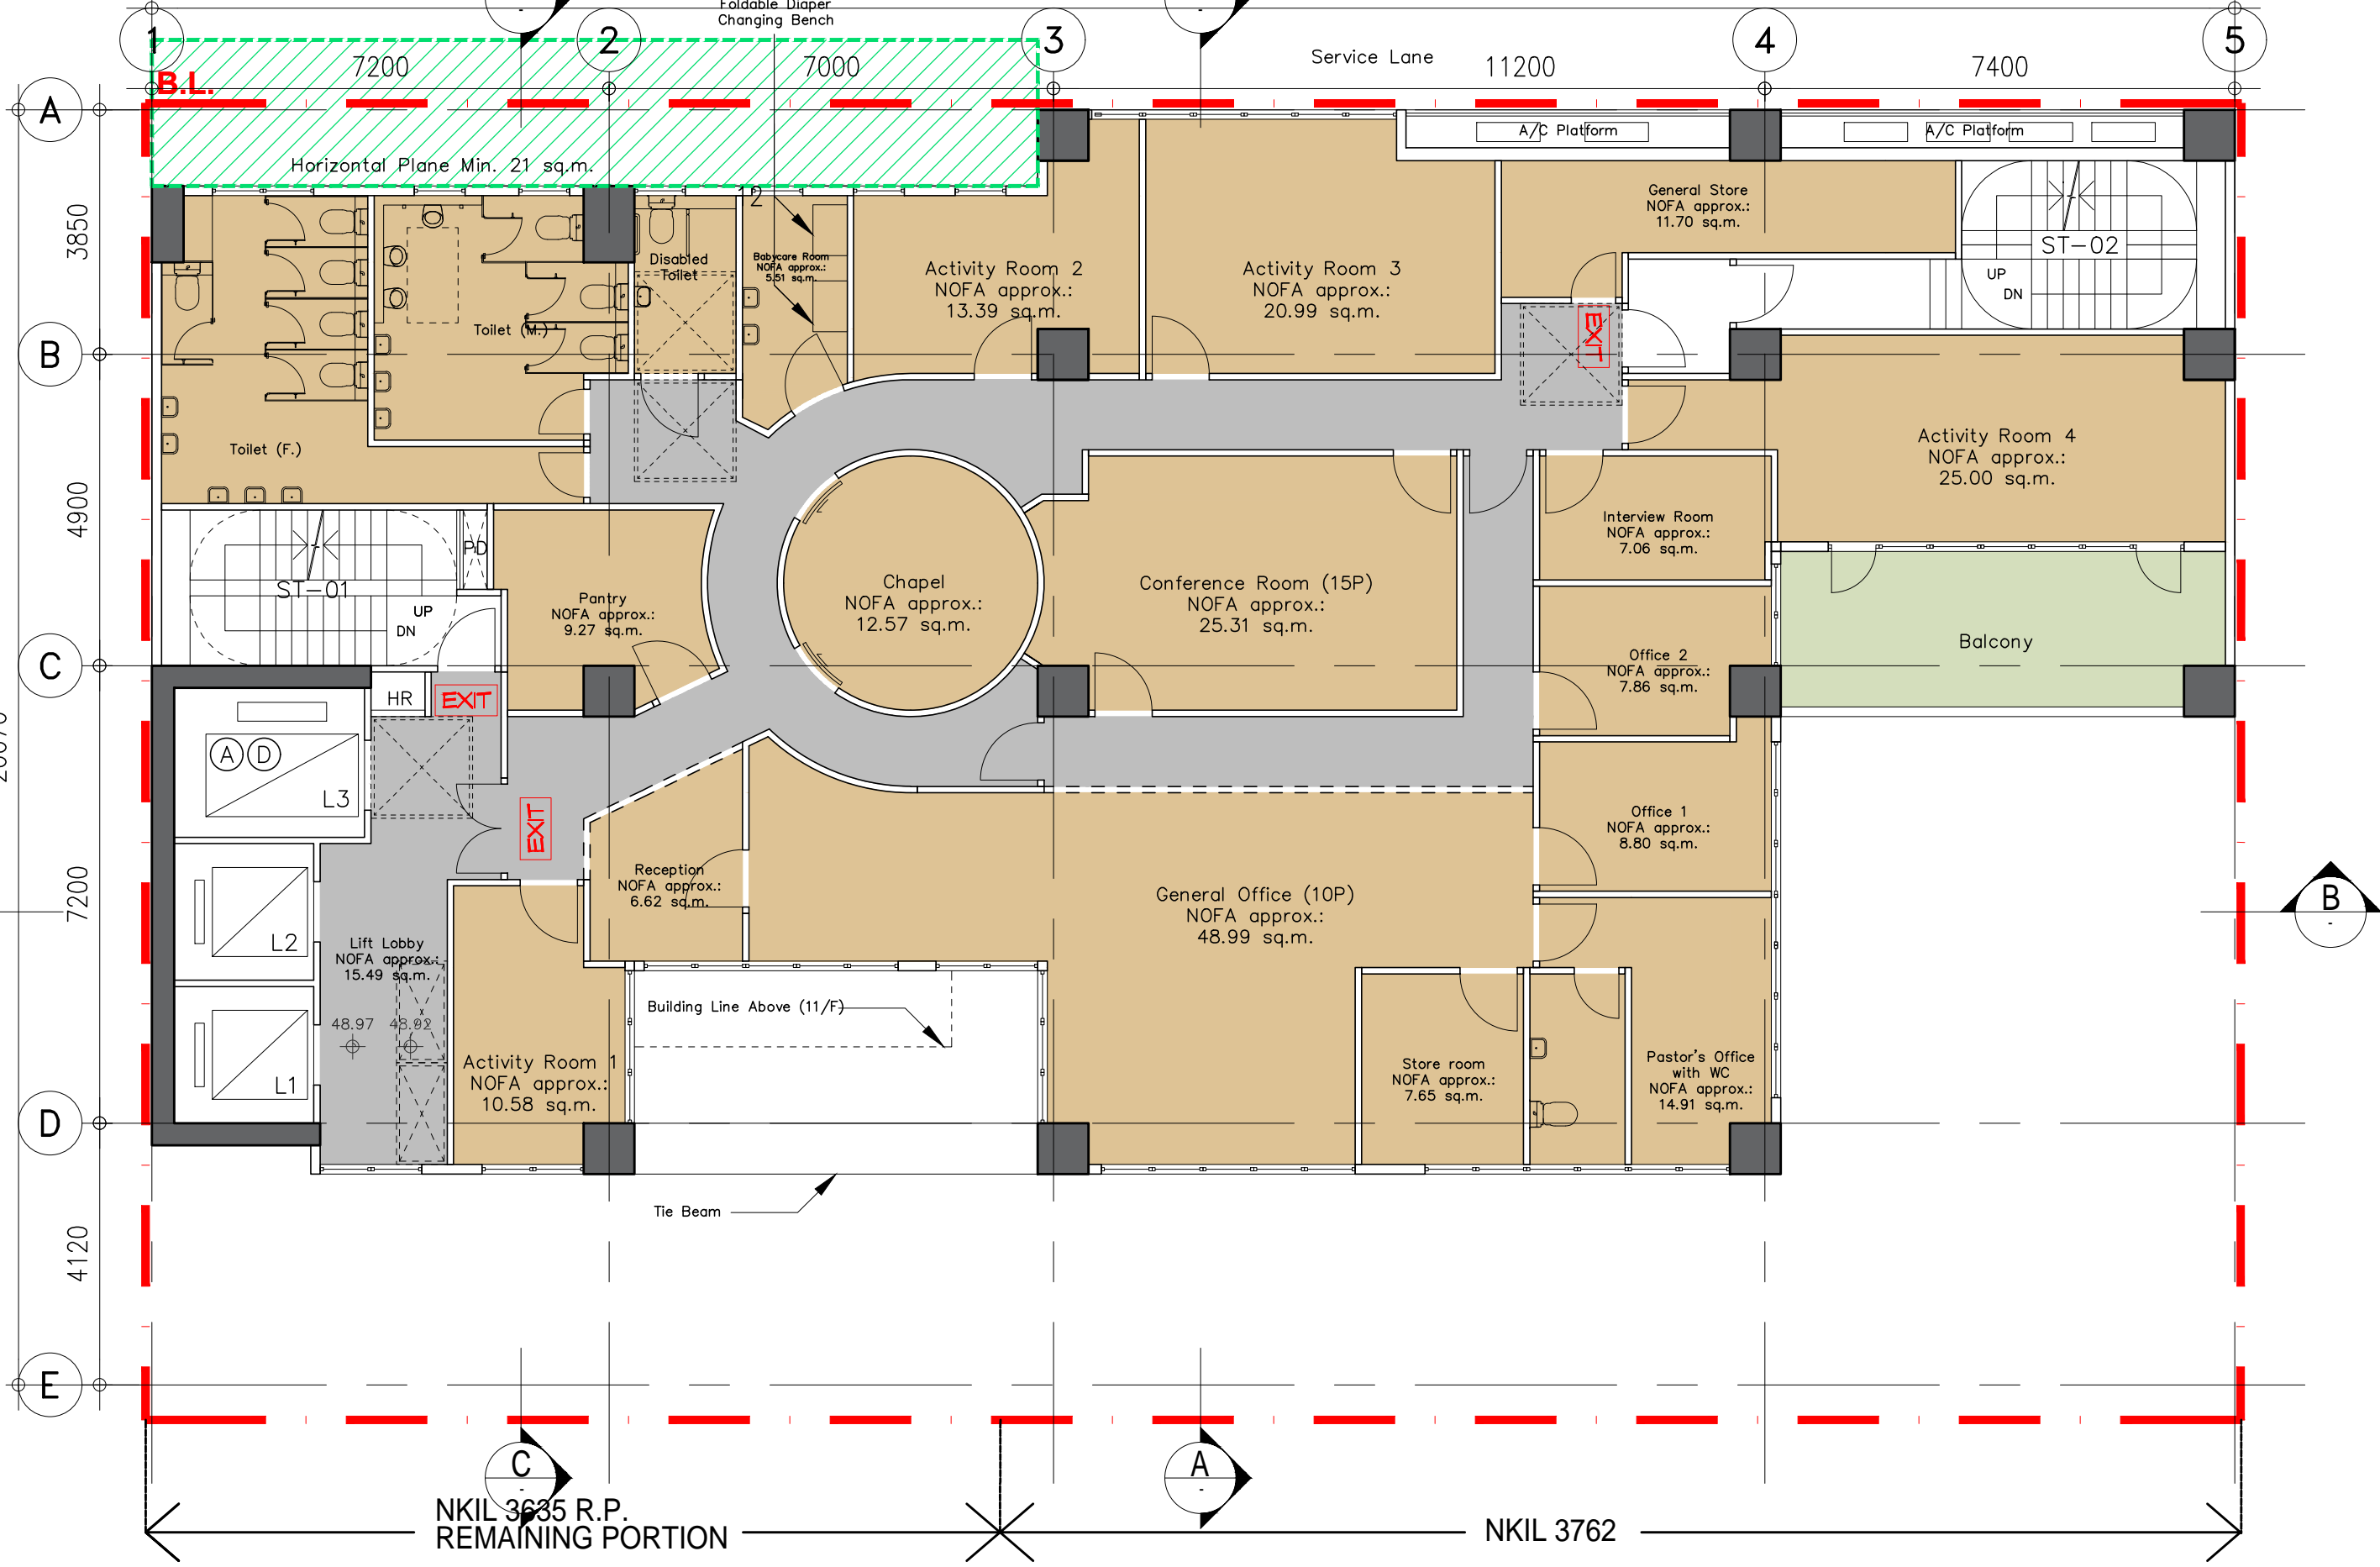 Foldable Diaper
Changing Bench
1
2
3
4
5
7200
7000
Service Lane
11200
7400
B.L.
A
A/C Platform
A/C Platform
Horizontal Plane Min. 21 sq.m.
12
General Store
NOFA approx.:
11.70 sq.m.
3850
ST-02
UP
DN
Disabled
Toilet
Babycare Room
NOFA approx.:
5.51 sq.m.
Activity Room 2
NOFA approx.:
13.39 sq.m.
Activity Room 3
NOFA approx.:
20.99 sq.m.
Toilet (M.)
EXIT
B
Toilet (F.)
Activity Room 4
NOFA approx.:
25.00 sq.m.
4900
PD
Interview Room
NOFA approx.:
7.06 sq.m.
ST-01
UP
DN
Pantry
NOFA approx.:
9.27 sq.m.
Chapel
NOFA approx.:
12.57 sq.m.
Conference Room (15P)
NOFA approx.:
25.31 sq.m.
Balcony
C
Office 2
NOFA approx.:
7.86 sq.m.
HR
EXIT
A
D
L3
EXIT
Office 1
NOFA approx.:
8.80 sq.m.
Reception
NOFA approx.:
6.62 sq.m.
7200
General Office (10P)
NOFA approx.:
48.99 sq.m.
B
-
L2
Lift Lobby
NOFA approx.:
15.49 sq.m.
Building Line Above (11/F)
48.97
48.92
L1
Activity Room 1
NOFA approx.:
10.58 sq.m.
Store room
NOFA approx.:
7.65 sq.m.
Pastor's Office
with WC
NOFA approx.:
14.91 sq.m.
D
Tie Beam
4120
E
C
-
A
-
NKIL 3635 R.P.
REMAINING PORTION
NKIL 3762